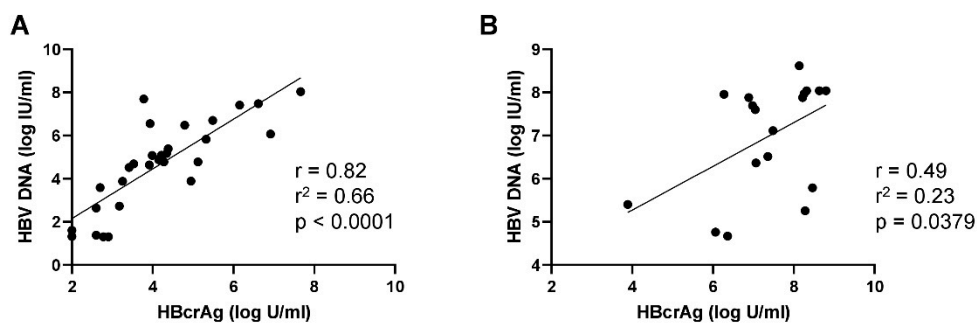 A
HBV DNA (log IU/ml)
10
8
6
4
2
0
2
4
6
8
10
HBcrAg (log U/ml)
r = 0.82
r² = 0.66
p < 0.0001
B
HBV DNA (log IU/ml)
9
8
7
6
5
4
4
6
8
10
HBcrAg (log U/ml)
r = 0.49
r² = 0.23
p = 0.0379